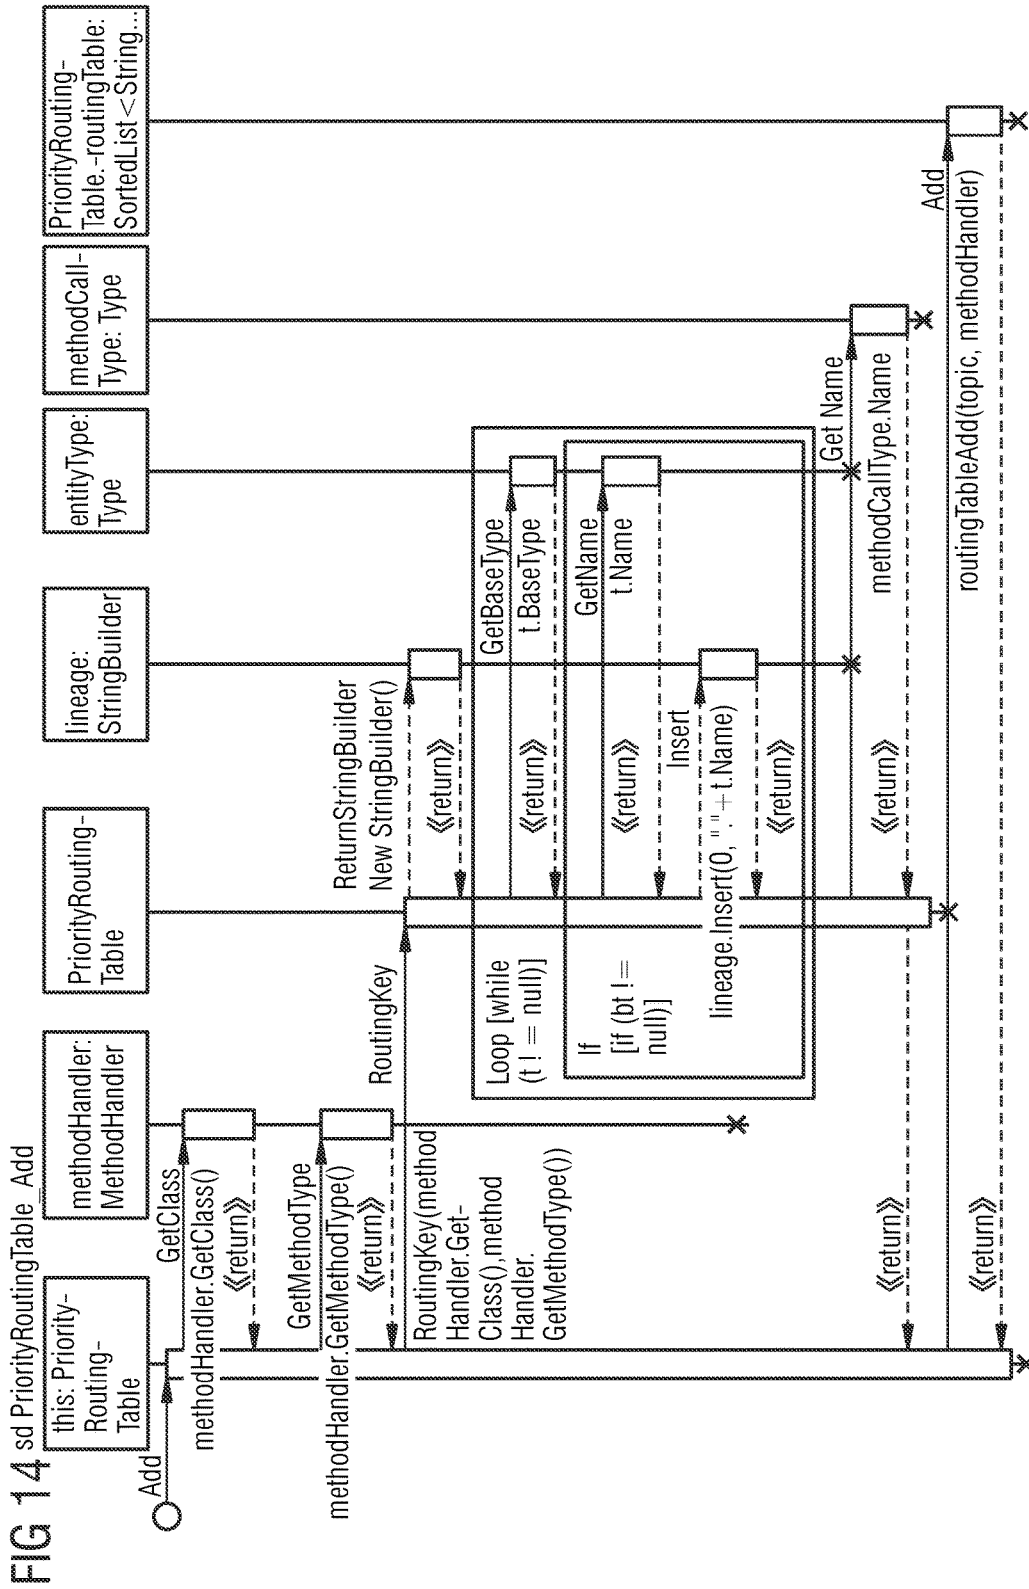 FIG 14
sd PriorityRoutingTable_Add
this: Priority-
Routing-
Table
methodHandler:
MethodHandler
PriorityRouting-
Table
lineage:
StringBuilder
entityType:
Type
methodCall-
Type: Type
PriorityRouting-
Table.-routingTable:
SortedList<String...
Add
GetClass
methodHandler.GetClass()
《return》
GetMethodType
methodHandler.GetMethodType()
《return》
RoutingKey
RoutingKey(method
Handler.Get-
Class(),method
Handler.
GetMethodType())
ReturnStringBuilder
New StringBuilder()
《return》
Loop [while
(t ! = null)]
GetBaseType
t.BaseType
《return》
If
[if (bt !=
null)]
GetName
t.Name
《return》
Insert
lineage.Insert(0, "."+t.Name)
《return》
Get Name
methodCallType.Name
《return》
《return》
Add
routingTableAdd(topic, methodHandler)
《return》